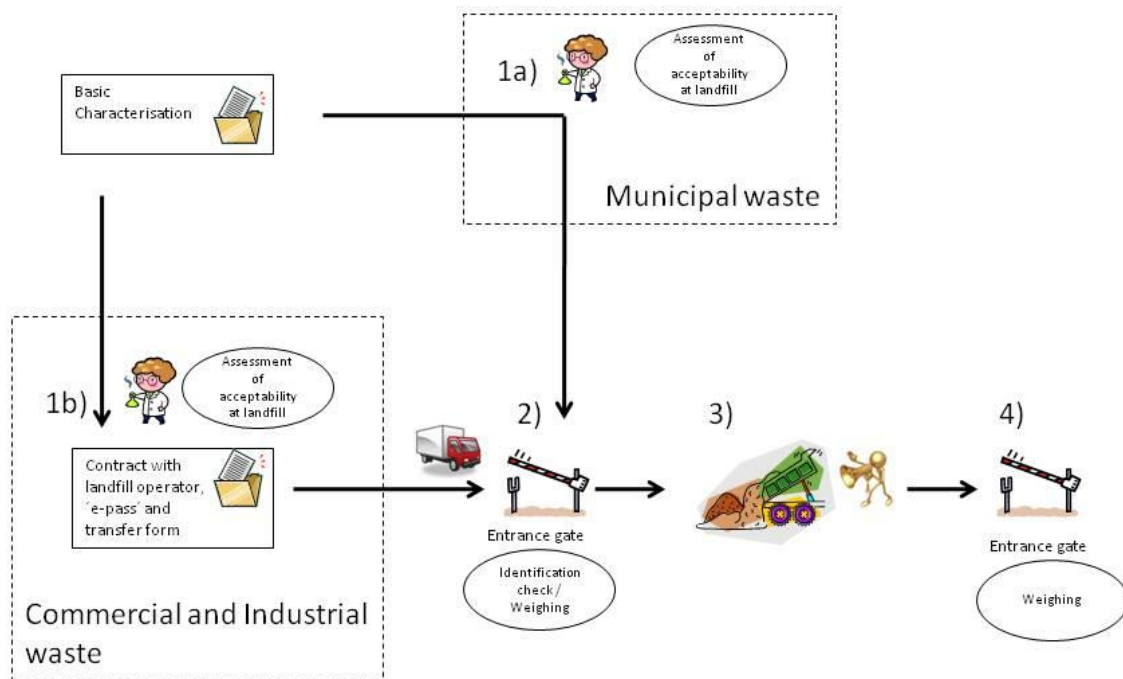 Basic
Characterisation
1a)
Assessment
of
acceptability
at landfill
Municipal waste
1b)
Assessment
of
acceptability
at landfill
Contract with
landfill operator,
´e-pass´ and
transfer form
Commercial and Industrial
waste
2)
Entrance gate
Identification
check /
Weighing
3)
4)
Entrance gate
Weighing